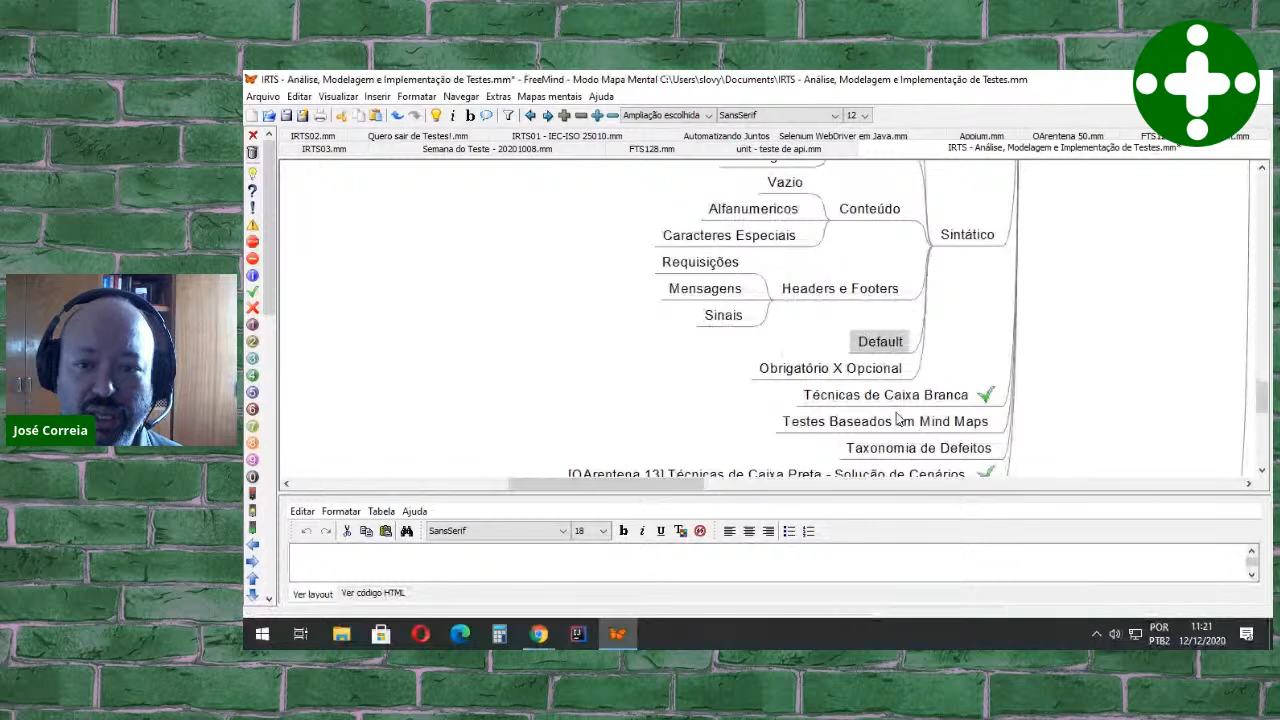 IRTS - Análise, Modelagem e Implementação de Testes.mm* - FreeMind - Modo Mapa Mental C:\Users\slovy\Documents\IRTS - Análise, Modelagem e Implementação de Testes.mm)
Arquivo Editar Visualizar Inserir Formatar Navegar Extras Mapas mentais Ajuda
Ampliação escolhida SansSerif 12
IRTS02.mm Quero sair de Testes!.mm IRTS01 - IEC-ISO 25010.mm Automatizando Juntos Selenium WebDriver em Java.mm Appium.mm QArentena 50.mm
IRTS03.mm Semana do Teste - 20201008.mm FTS128.mm unit - teste de api.mm IRTS - Análise, Modelagem e Implementação de Testes.mm*
Vazio
Alfanumericos Conteúdo
Caracteres Especiais Sintático
Requisições
Mensagens Headers e Footers
Sinais
Default
Obrigatório X Opcional
Técnicas de Caixa Branca
Testes Baseados em Mind Maps
Taxonomia de Defeitos
[QArentena 13] Técnicas de Caixa Preta - Solução de Cenários
José Correia
Editar Formatar Tabela Ajuda
SansSerif 18
Ver layout Ver código HTML
POR 11:21
PTB2 12/12/2020